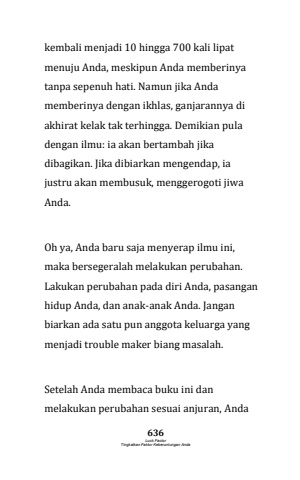 kembali menjadi 10 hingga 700 kali lipat
menuju Anda, meskipun Anda memberinya
tanpa sepenuh hati. Namun jika Anda
memberinya dengan ikhlas, ganjarannya di
akhirat kelak tak terhingga. Demikian pula
dengan ilmu: ia akan bertambah jika
dibagikan. Jika dibiarkan mengendap, ia
justru akan membusuk, menggerogoti jiwa
Anda.
Oh ya, Anda baru saja menyerap ilmu ini,
maka bersegeralah melakukan perubahan.
Lakukan perubahan pada diri Anda, pasangan
hidup Anda, dan anak-anak Anda. Jangan
biarkan ada satu pun anggota keluarga yang
menjadi trouble maker biang masalah.
Setelah Anda membaca buku ini dan
melakukan perubahan sesuai anjuran, Anda
636
Luck Factor
Tingkatkan Faktor Keberuntungan Anda